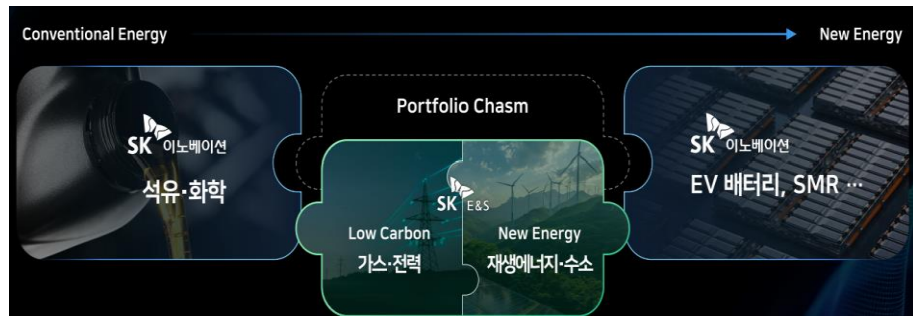 Conventional Energy
New Energy
Portfolio Chasm
SK 이노베이션
석유·화학
SK E&S
Low Carbon
가스·전력
New Energy
재생에너지·수소
SK 이노베이션
EV 배터리, SMR ···